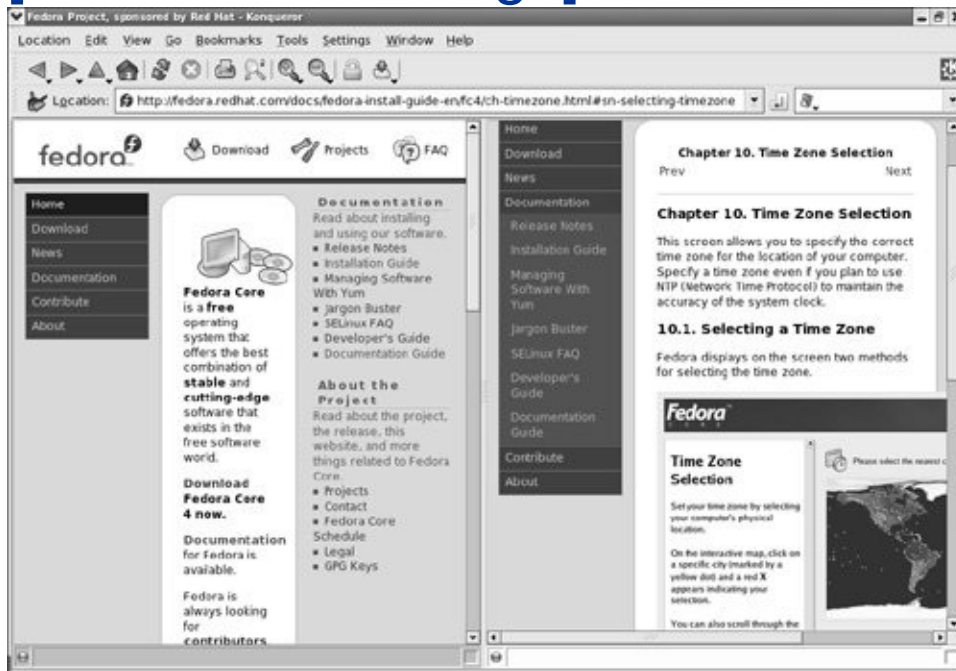 Fedora Project, sponsored by Red Hat - Konqueror
Location Edit View Go Bookmarks Tools Settings Window Help
Location: http://fedora.redhat.com/docs/fedora-install-guide-en/fc4/ch-timezone.html#sn-selecting-timezone
fedora
Download Projects FAQ
Home
Download
News
Documentation
Contribute
About
Fedora Core
is a free
operating
system that
offers the best
combination of
stable and
cutting-edge
software that
exists in the
free software
world.
Download
Fedora Core
4 now.
Documentation
for Fedora is
available.
Fedora is
always looking
for
contributors
Documentation
Read about installing
and using our software.
Release Notes
Installation Guide
Managing Software
With Yum
Jargon Buster
SELinux FAQ
Developer's Guide
Documentation Guide
About the
Project
Read about the project,
the release, this
website, and more
things related to Fedora
Core.
Projects
Contact
Fedora Core
Schedule
Legal
GPG Keys
Home
Download
News
Documentation
Release Notes
Installation Guide
Managing
Software With
Yum
Jargon Buster
SELinux FAQ
Developer's
Guide
Documentation
Guide
Contribute
About
Chapter 10. Time Zone Selection
Prev Next
Chapter 10. Time Zone Selection
This screen allows you to specify the correct
time zone for the location of your computer.
Specify a time zone even if you plan to use
NTP (Network Time Protocol) to maintain the
accuracy of the system clock.
10.1. Selecting a Time Zone
Fedora displays on the screen two methods
for selecting the time zone.
Fedora
CORE
Time Zone
Selection
Set your time zone by selecting
your computer's physical
location.
On the interactive map, click on
a specific city (marked by a
yellow dot) and a red X
appears indicating your
selection.
You can also scroll through the
Please select the nearest c